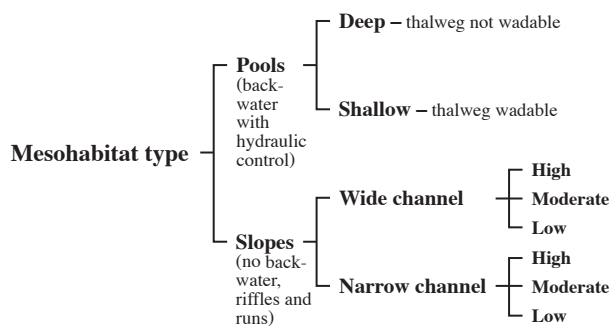 Mesohabitat type
Pools
(back-
water
with
hydraulic
control)
Deep – thalweg not wadable
Shallow – thalweg wadable
Slopes
(no back-
water,
riffles and
runs)
Wide channel
High
Moderate
Low
Narrow channel
High
Moderate
Low